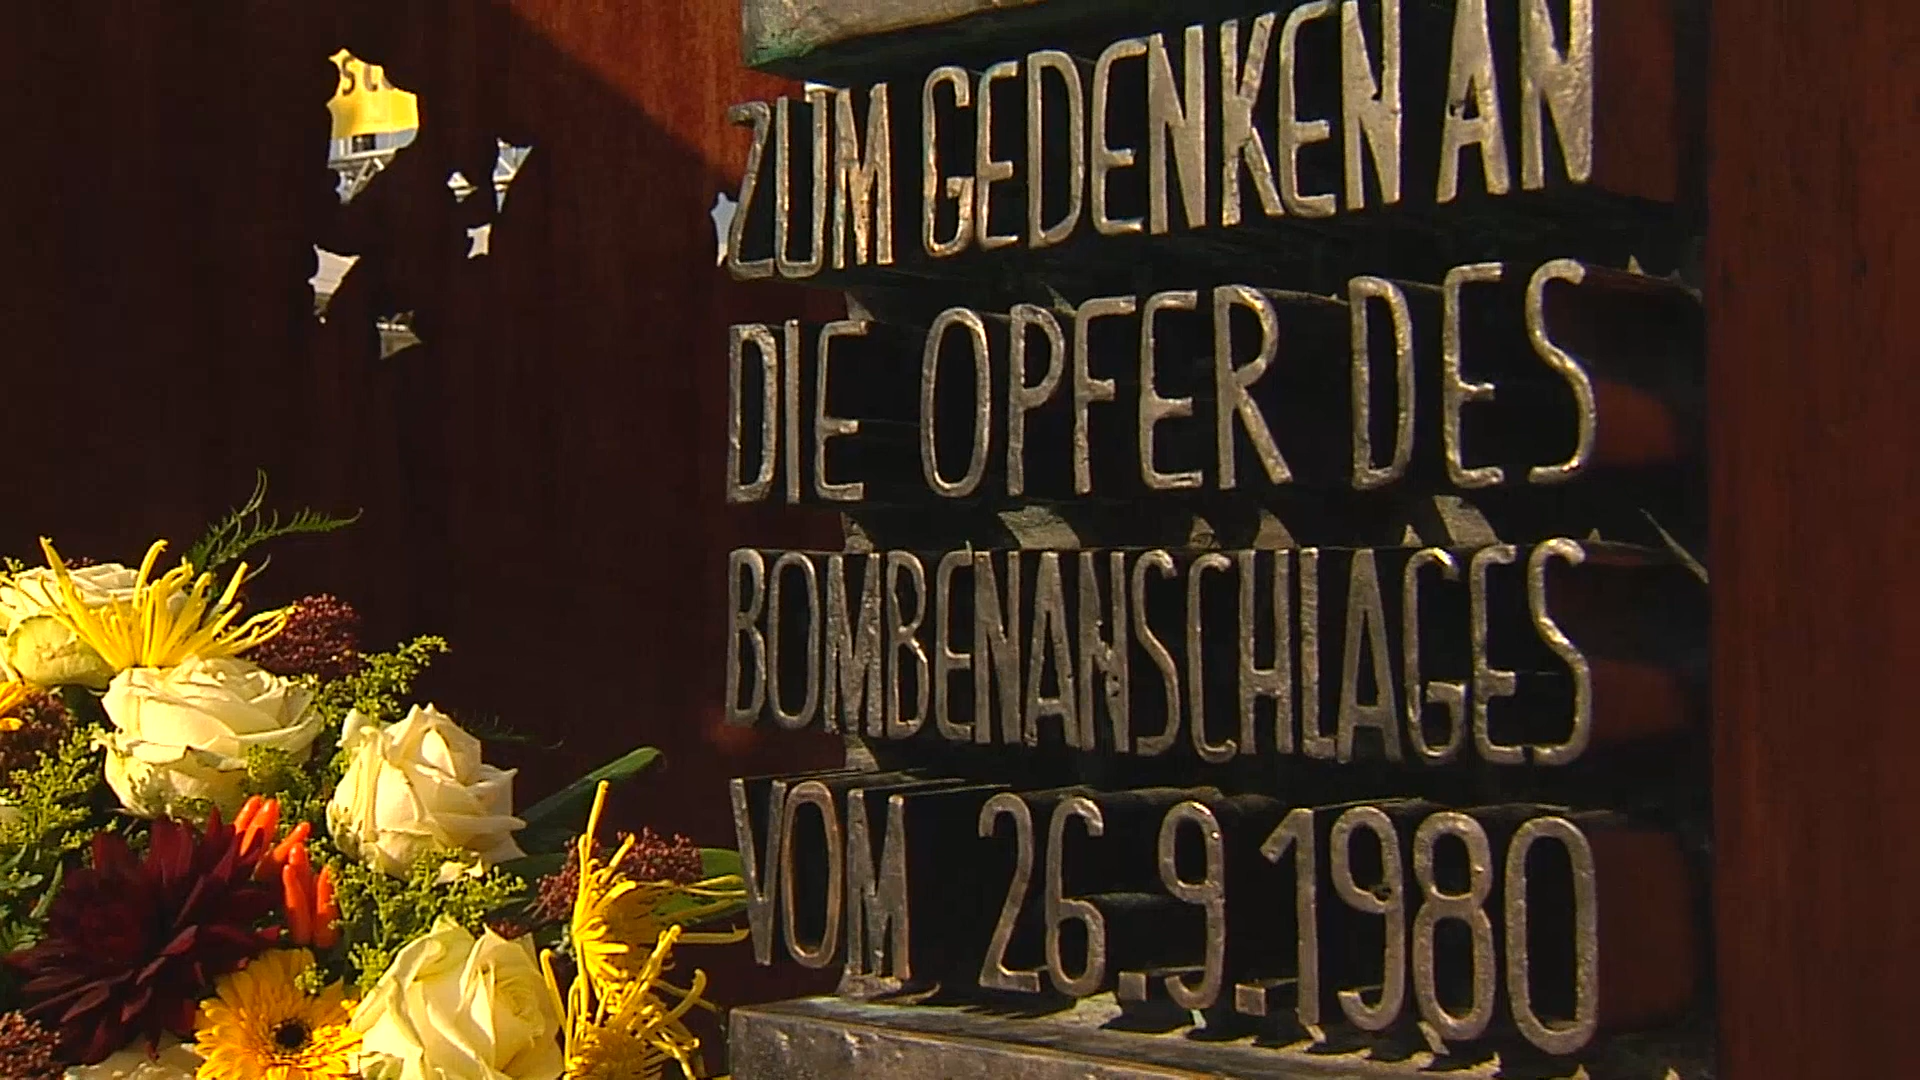 ZUM GEDENKEN AN
DIE OPFER DES
BOMBENANSCHLAGES
VOM 26.9.1980